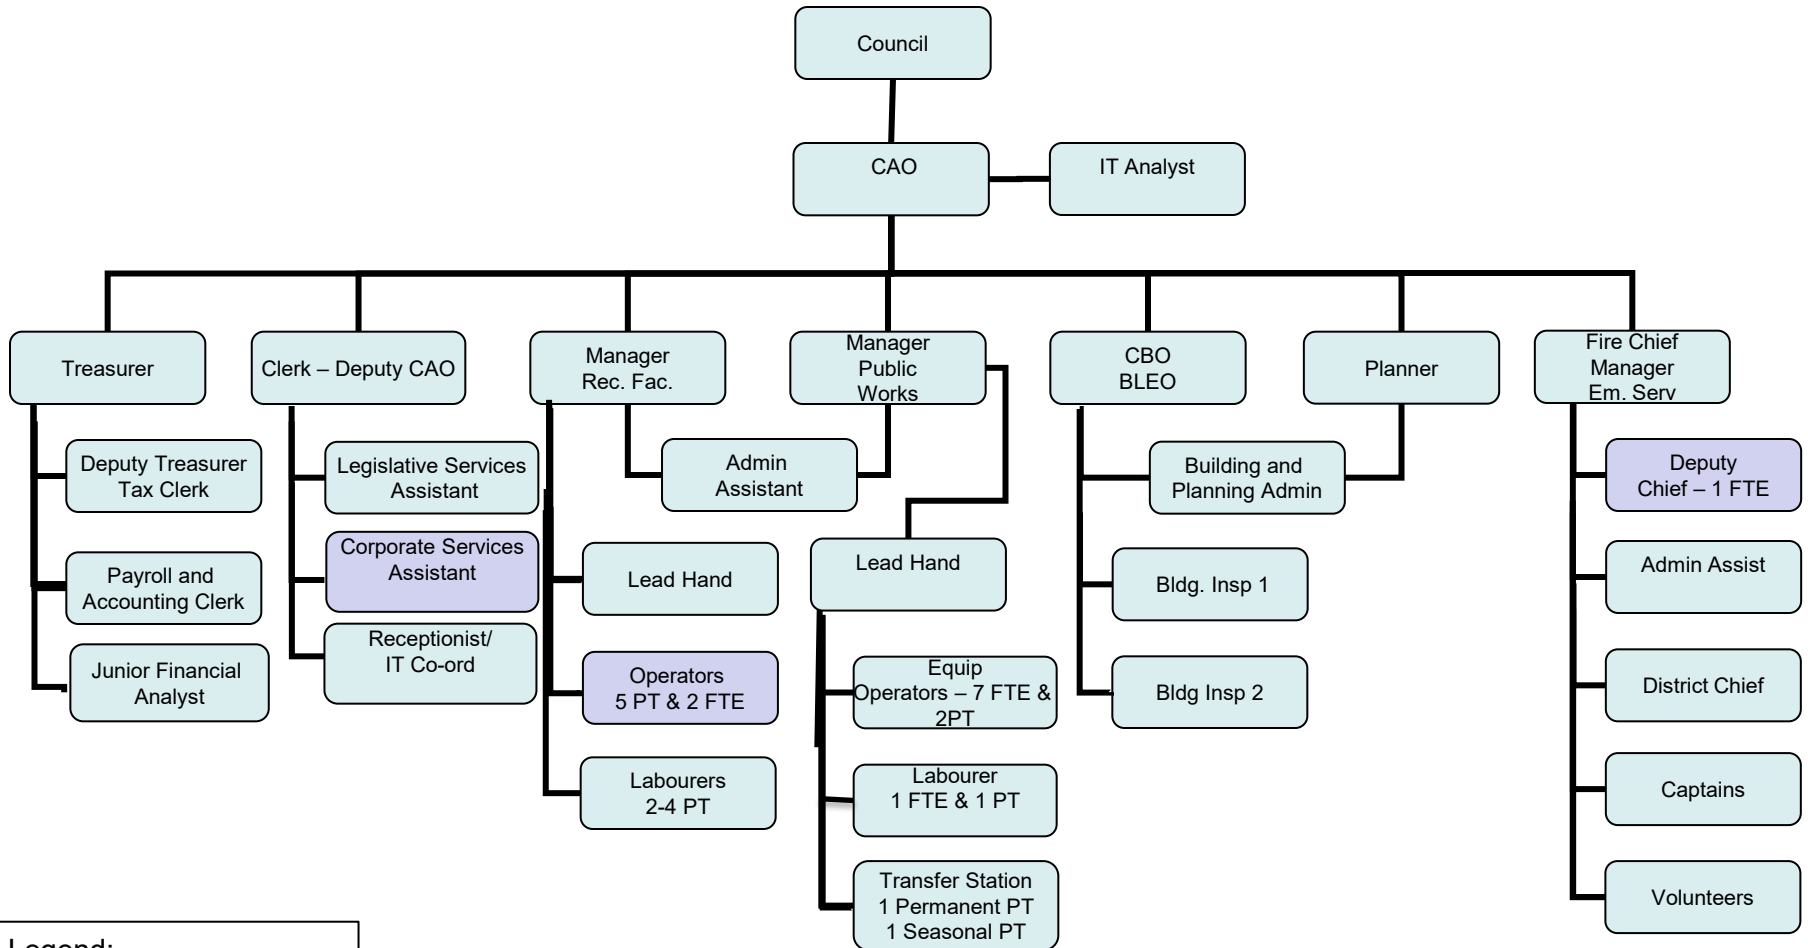 Council
CAO
IT Analyst
Treasurer
Clerk – Deputy CAO
Manager
Rec. Fac.
Manager
Public
Works
CBO
BLEO
Planner
Fire Chief
Manager
Em. Serv
Deputy Treasurer
Tax Clerk
Payroll and
Accounting Clerk
Junior Financial
Analyst
Legislative Services
Assistant
Corporate Services
Assistant
Receptionist/
IT Co-ord
Admin
Assistant
Lead Hand
Operators
5 PT & 2 FTE
Labourers
2-4 PT
Lead Hand
Equip
Operators – 7 FTE &
2PT
Labourer
1 FTE & 1 PT
Transfer Station
1 Permanent PT
1 Seasonal PT
Building and
Planning Admin
Bldg. Insp 1
Bldg Insp 2
Deputy
Chief – 1 FTE
Admin Assist
District Chief
Captains
Volunteers
Legend: